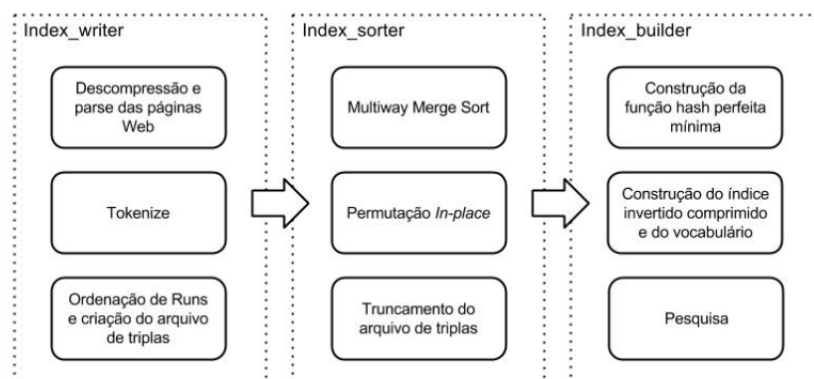 Index_writer
Descompressão e
parse das páginas
Web
Tokenize
Ordenação de Runs
e criação do arquivo
de triplas
Index_sorter
Multiway Merge Sort
Permutação In-place
Truncamento do
arquivo de triplas
Index_builder
Construção da
função hash perfeita
mínima
Construção do índice
invertido comprimido
e do vocabulário
Pesquisa